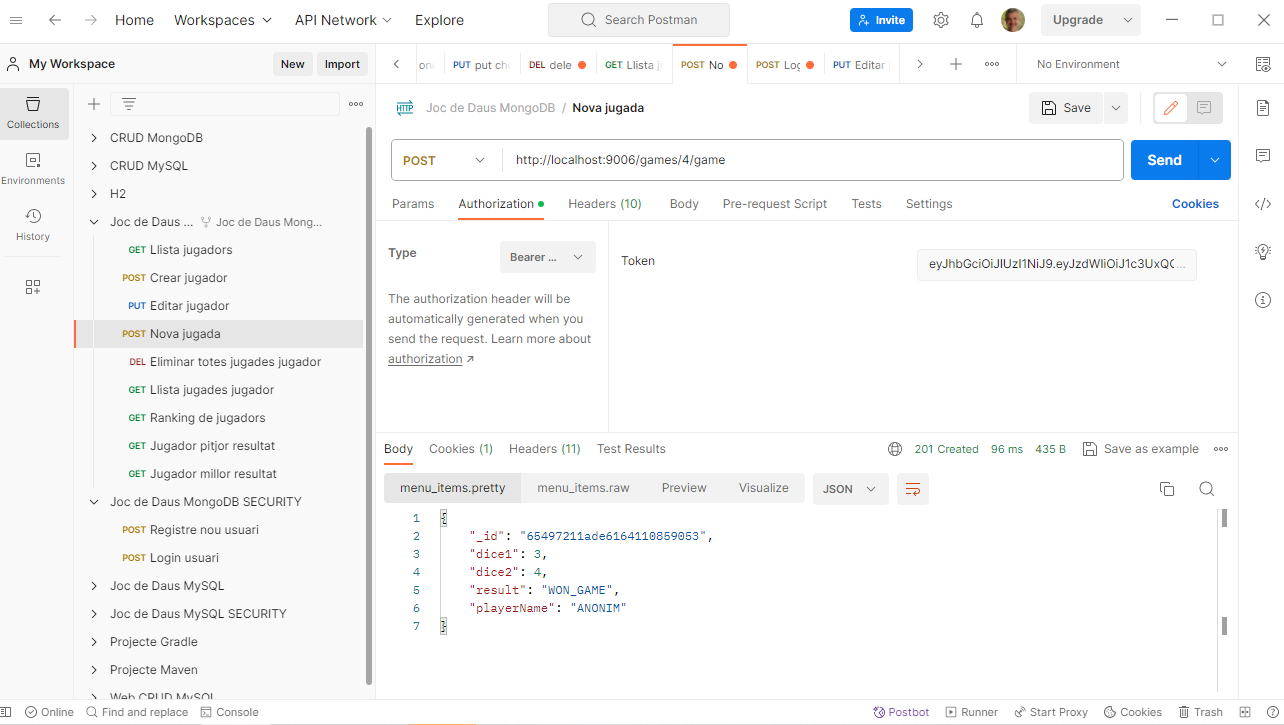 Home Workspaces API Network Explore Search Postman Invite Upgrade
My Workspace New Import
PUT put ch DEL dele GET Llista j POST No POST Log PUT Editar No Environment
Collections
Environments
History
CRUD MongoDB
CRUD MySQL
H2
Joc de Daus ... Joc de Daus Mong...
GET Llista jugadors
POST Crear jugador
PUT Editar jugador
POST Nova jugada
DEL Eliminar totes jugades jugador
GET Llista jugades jugador
GET Ranking de jugadors
GET Jugador pitjor resultat
GET Jugador millor resultat
Joc de Daus MongoDB SECURITY
POST Registre nou usuari
POST Login usuari
Joc de Daus MySQL
Joc de Daus MySQL SECURITY
Projecte Gradle
Projecte Maven
Web CRUD MySQL
HTTP Joc de Daus MongoDB / Nova jugada Save
POST http://localhost:9006/games/4/game Send
Params Authorization Headers (10) Body Pre-request Script Tests Settings Cookies
Type Bearer ... Token
The authorization header will be
automatically generated when you
send the request. Learn more about
authorization ↗
Body Cookies (1) Headers (11) Test Results 201 Created 96 ms 435 B Save as example
menu_items.pretty menu_items.raw Preview Visualize JSON
1 {
2 "_id": "65497211ade6164110859053",
3 "dice1": 3,
4 "dice2": 4,
5 "result": "WON_GAME",
6 "playerName": "ANONIM"
7 }
Online Find and replace Console Postbot Runner Start Proxy Cookies Trash